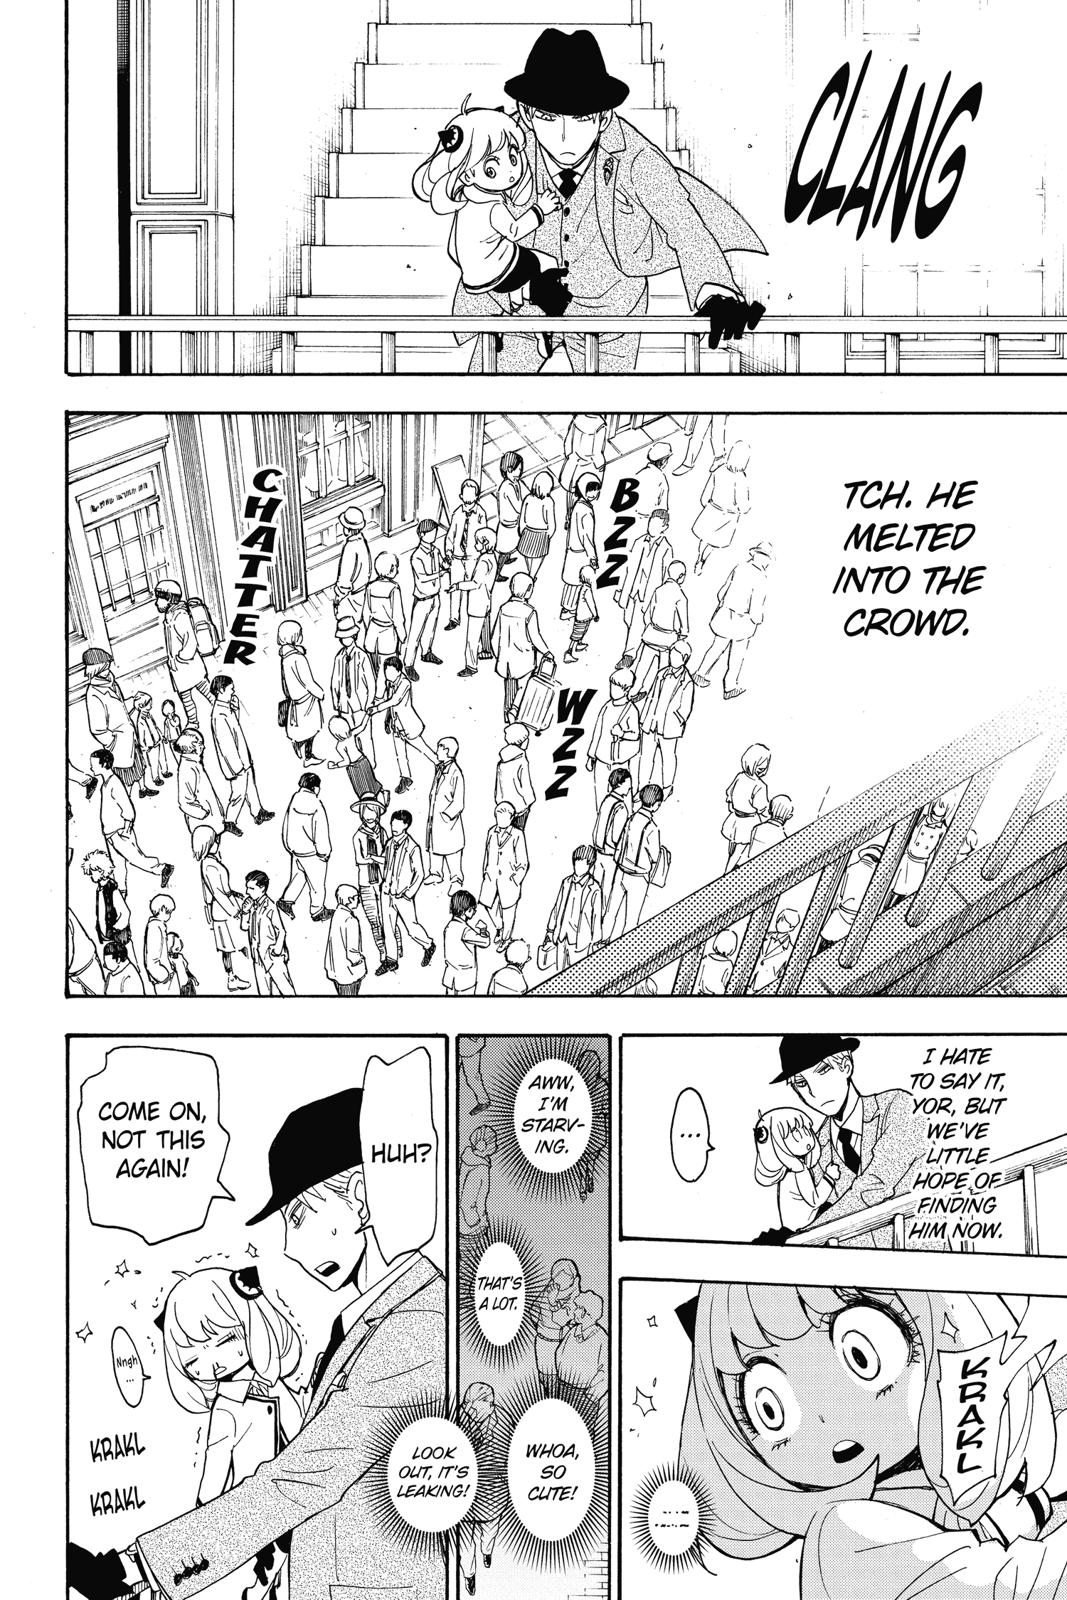 CLANG
TCH. HE
MELTED
INTO THE
CROWD.
BZZ
CHATTER
WZZ
I HATE
TO SAY IT,
YOR, BUT
WE'VE
LITTLE
HOPE OF
FINDING
HIM NOW.
...
KRAKL
AWW,
I'M
STARV-
ING.
THAT'S
A LOT.
WHOA,
SO
CUTE!
LOOK
OUT, IT'S
LEAKING!
HUH?
COME ON,
NOT THIS
AGAIN!
Nngh
...
KRAKL
KRAKL